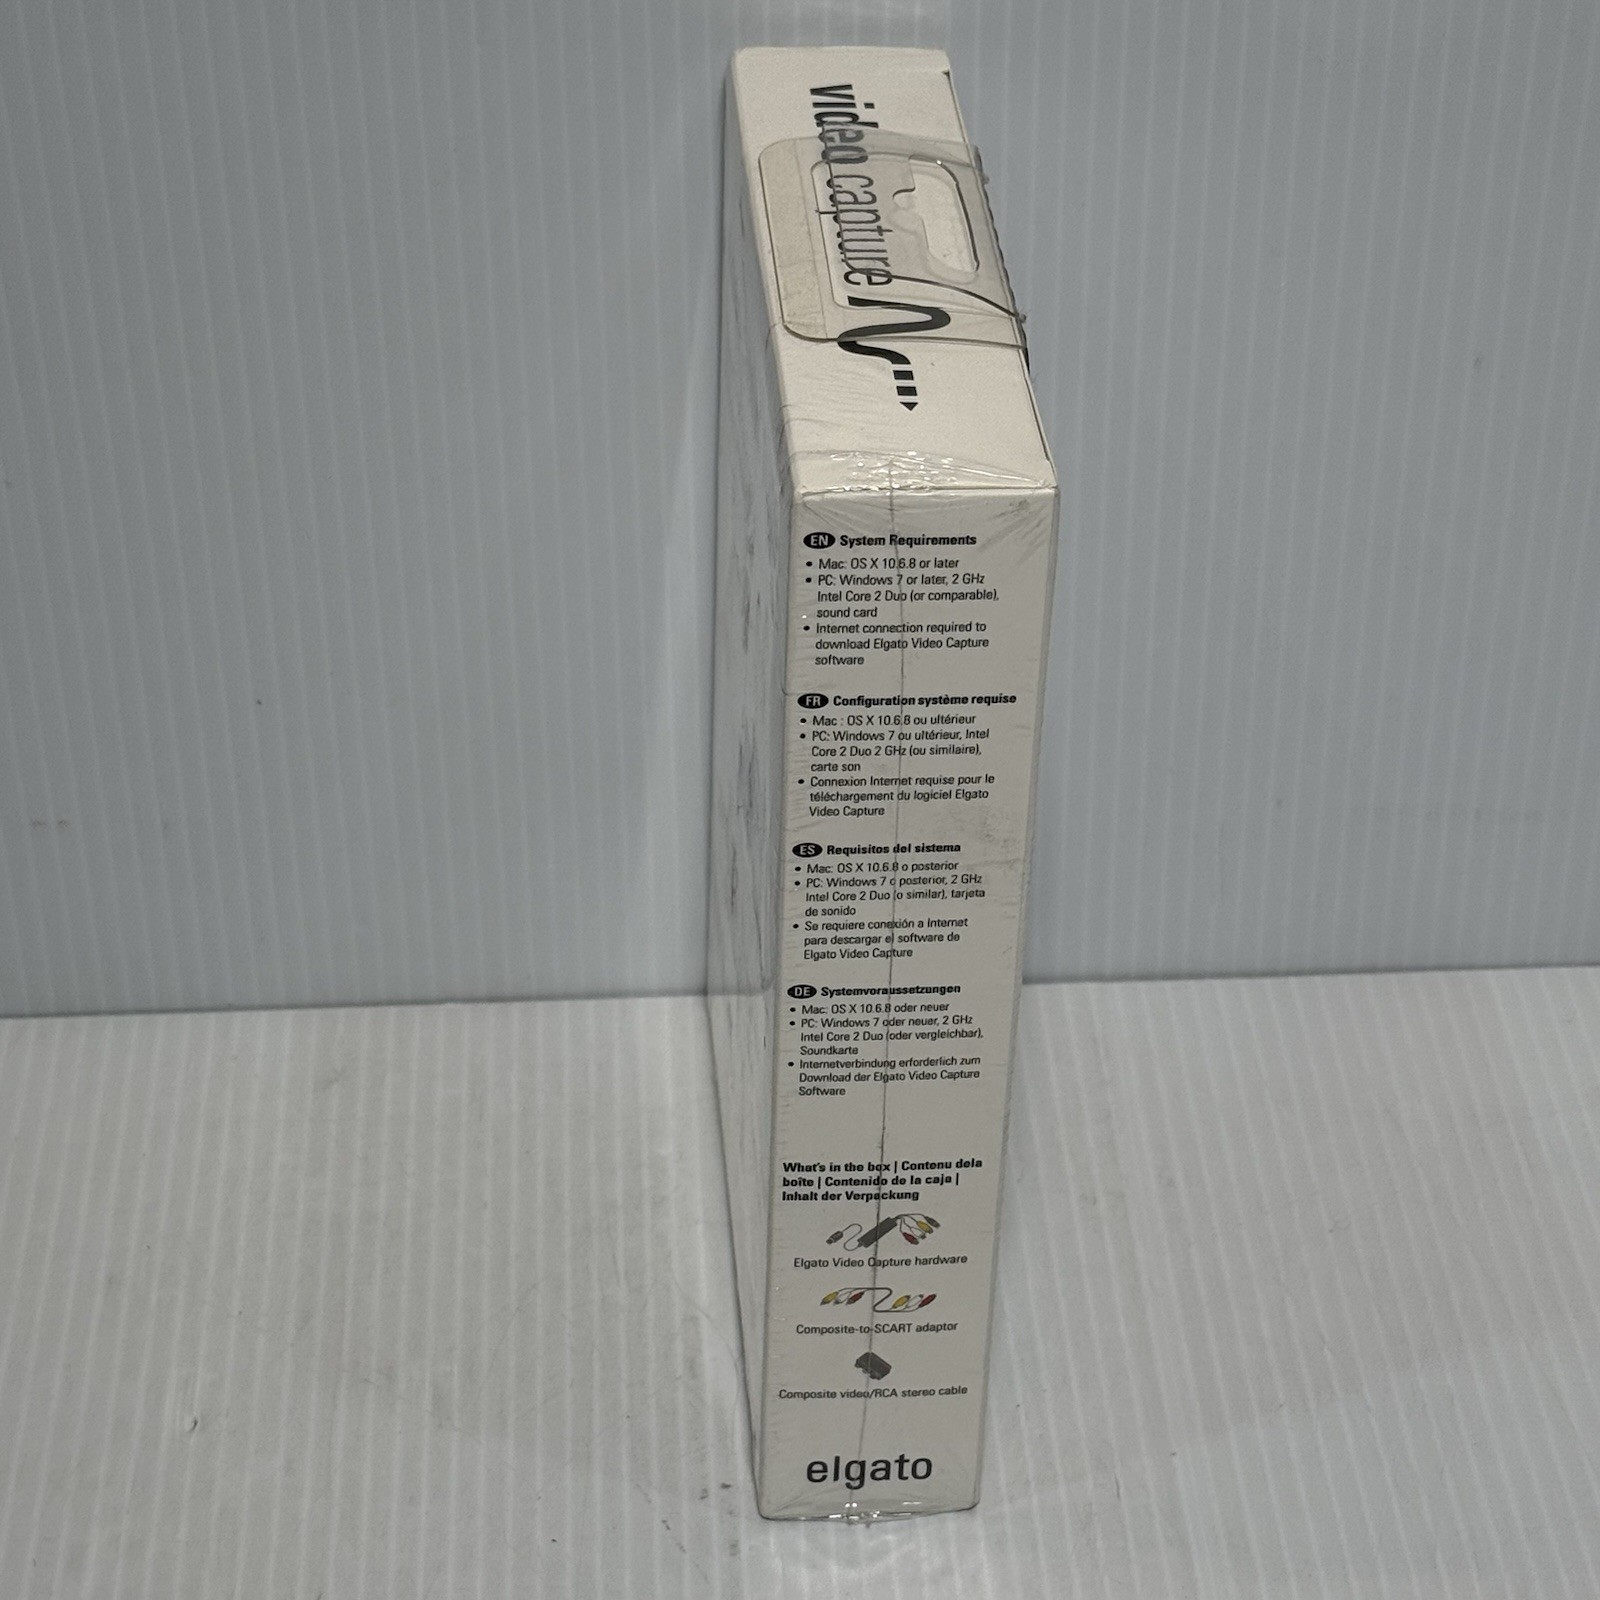 video capture
EN System Requirements
• Mac: OS X 10.6.8 or later
• PC: Windows 7 or later, 2 GHz
Intel Core 2 Duo (or comparable),
sound card
• Internet connection required to
download Elgato Video Capture
software
FR Configuration système requise
• Mac : OS X 10.6.8 ou ultérieur
• PC: Windows 7 ou ultérieur, Intel
Core 2 Duo 2 GHz (ou similaire),
carte son
• Connexion Internet requise pour le
téléchargement du logiciel Elgato
Video Capture
ES Requisitos del sistema
• Mac: OS X 10.6.8 o posterior
• PC: Windows 7 o posterior, 2 GHz
Intel Core 2 Duo (o similar), tarjeta
de sonido
• Se requiere conexión a Internet
para descargar el software de
Elgato Video Capture
DE Systemvoraussetzungen
• Mac: OS X 10.6.8 oder neuer
• PC: Windows 7 oder neuer, 2 GHz
Intel Core 2 Duo (oder vergleichbar),
Soundkarte
• Internetverbindung erforderlich zum
Download der Elgato Video Capture
Software
What's in the box | Contenu dela
boîte | Contenido de la caja |
Inhalt der Verpackung
Elgato Video Capture hardware
Composite-to-SCART adaptor
Composite video/RCA stereo cable
elgato